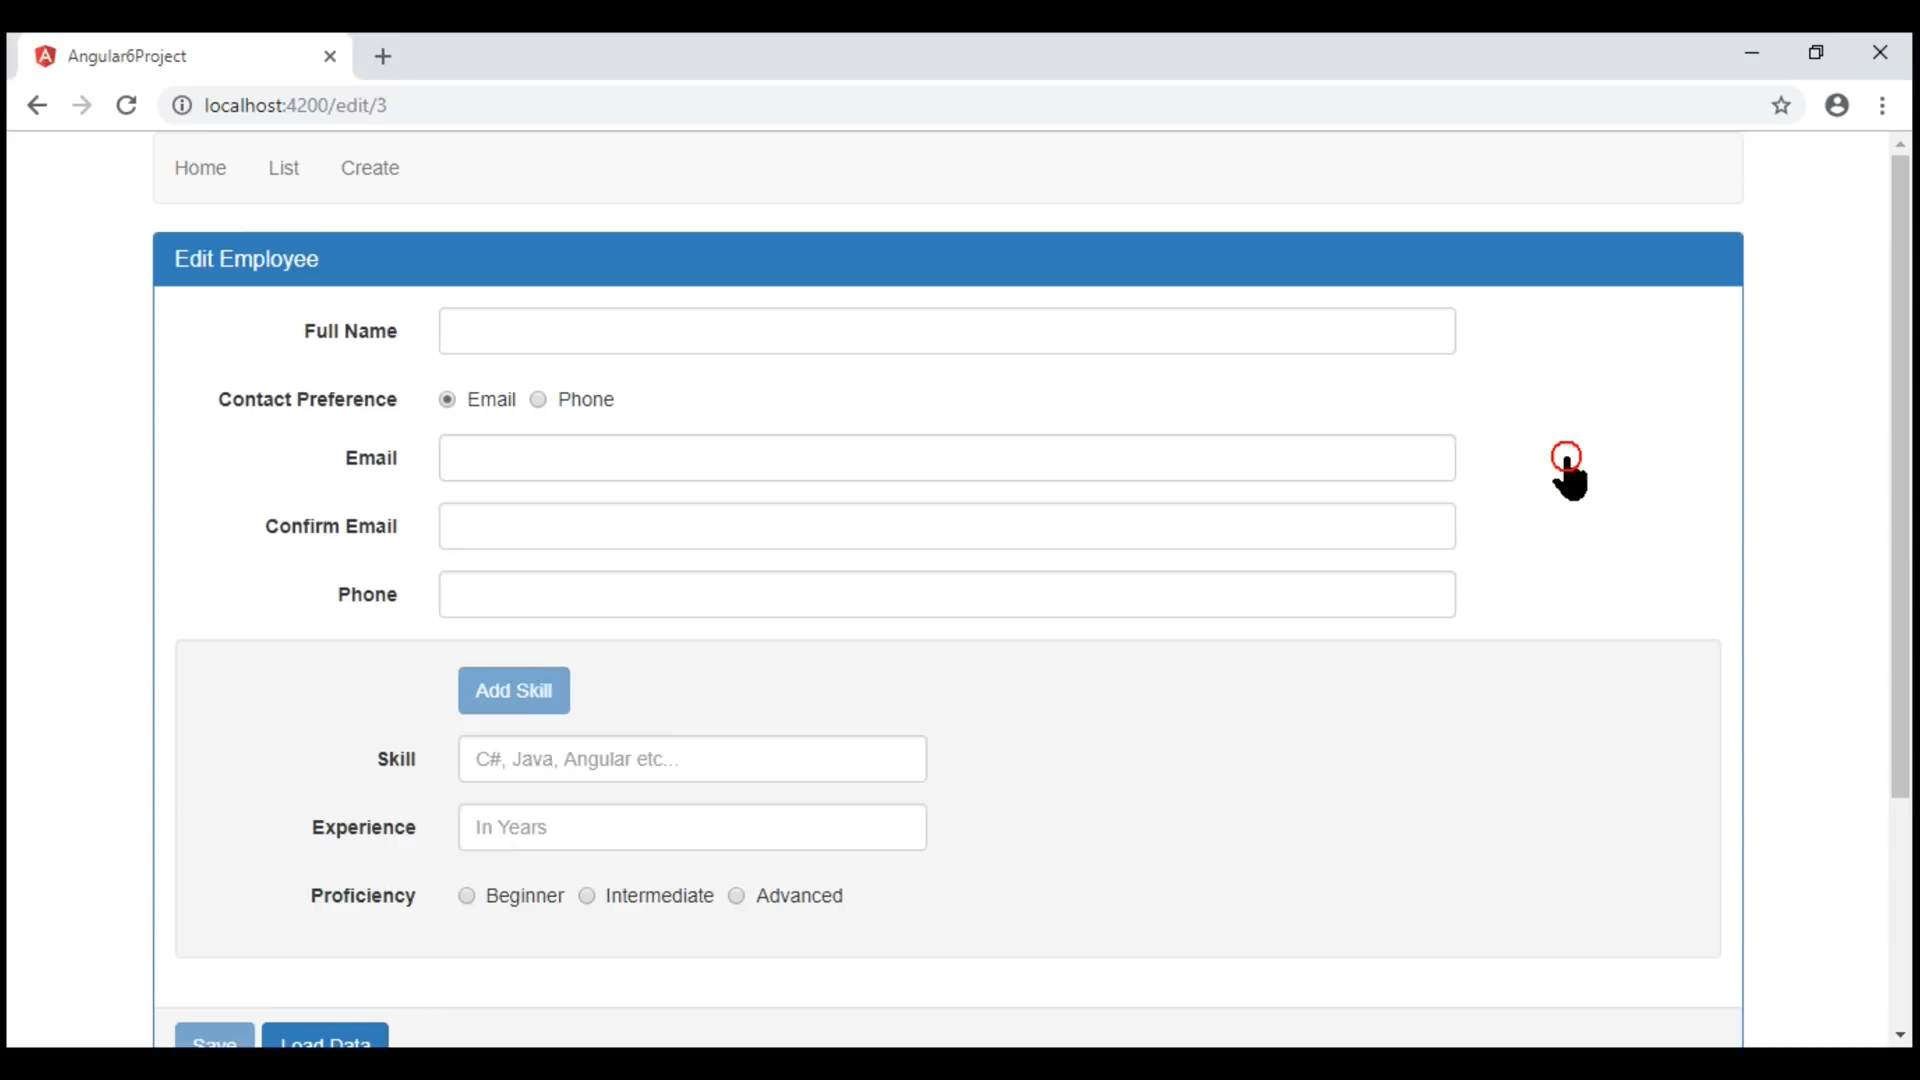 Angular6Project
localhost:4200/edit/3
Home List Create
Edit Employee
Full Name
Contact Preference Email Phone
Email
Confirm Email
Phone
Add Skill
Skill C#, Java, Angular etc...
Experience In Years
Proficiency Beginner Intermediate Advanced
Save Load Data